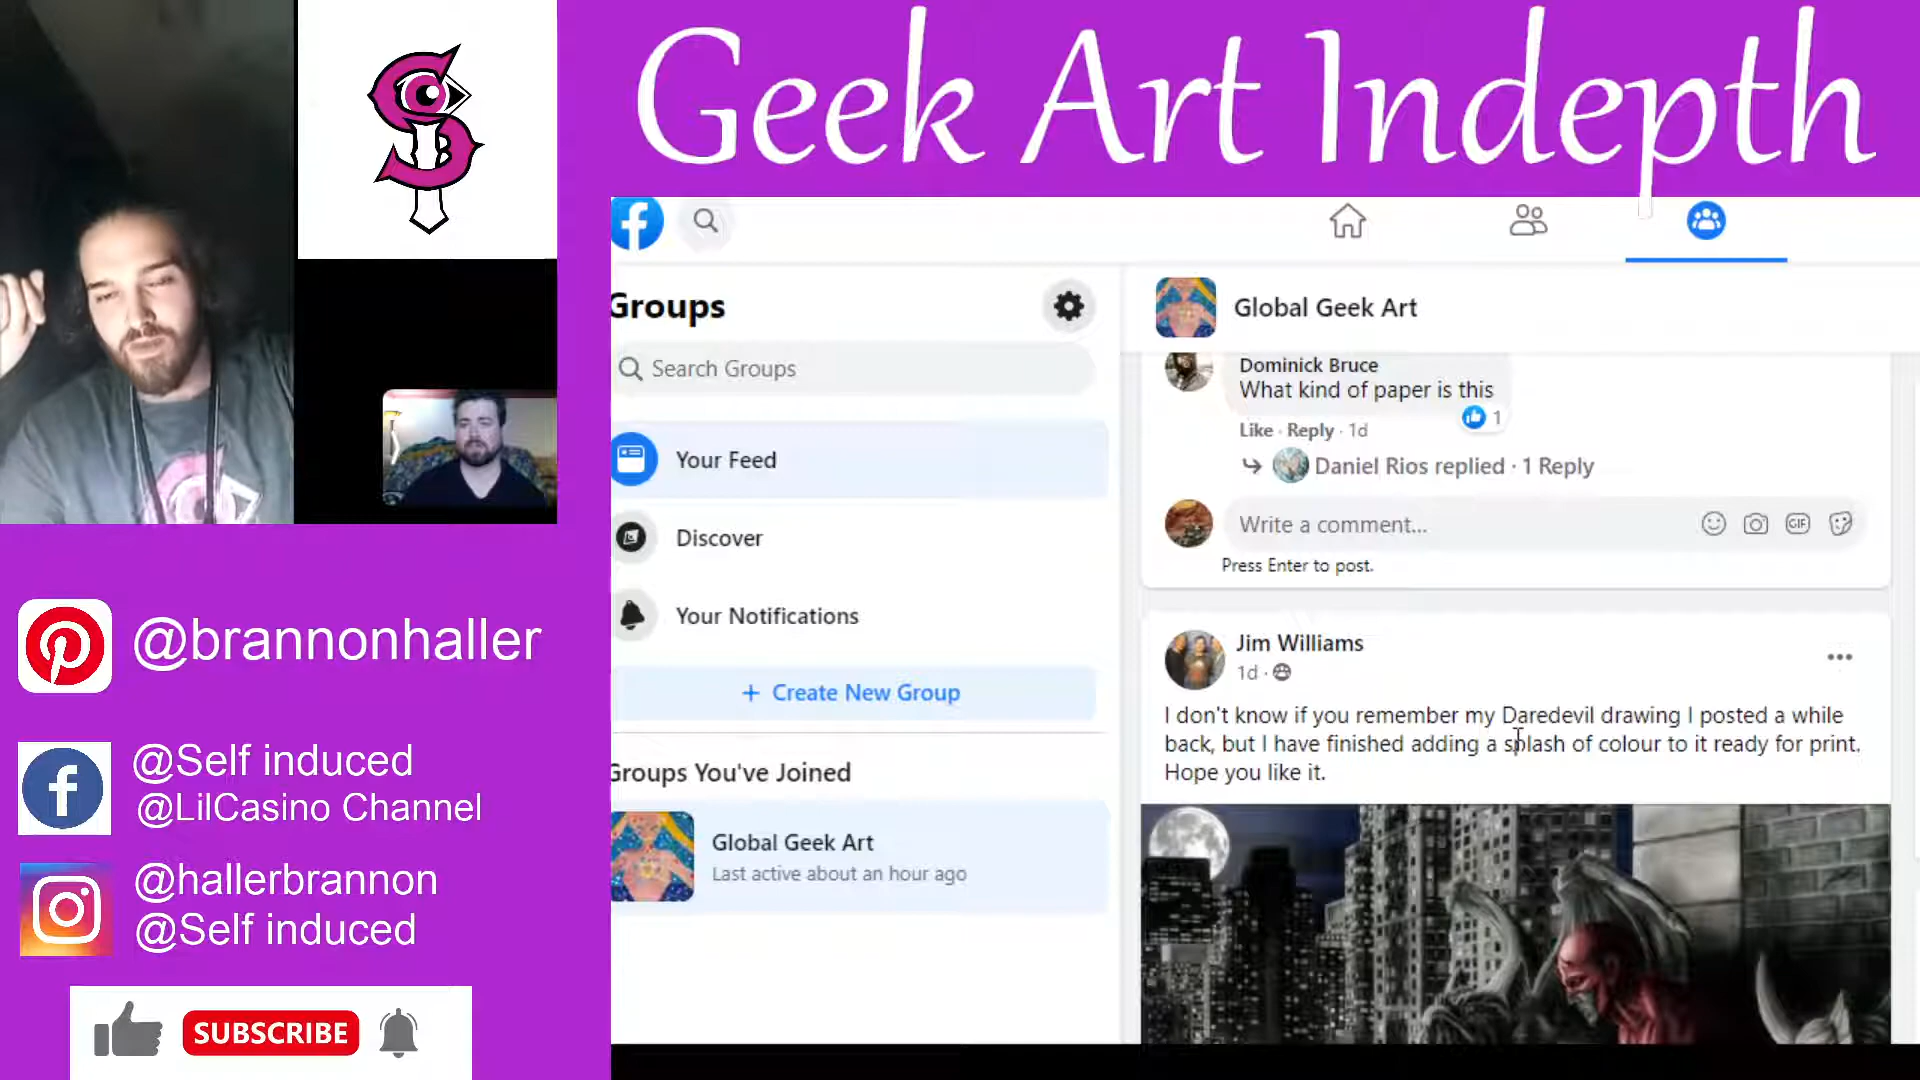 Geek Art Indepth
Groups
Search Groups
Your Feed
Discover
Your Notifications
+ Create New Group
Groups You've Joined
Global Geek Art
Last active about an hour ago
Global Geek Art
Dominick Bruce
What kind of paper is this
1
Like · Reply · 1d
Daniel Rios replied · 1 Reply
Write a comment...
GIF
Press Enter to post.
Jim Williams
1d ·
I don't know if you remember my Daredevil drawing I posted a while
back, but I have finished adding a splash of colour to it ready for print.
Hope you like it.
@brannonhaller
@Self induced
@LilCasino Channel
@hallerbrannon
@Self induced
SUBSCRIBE